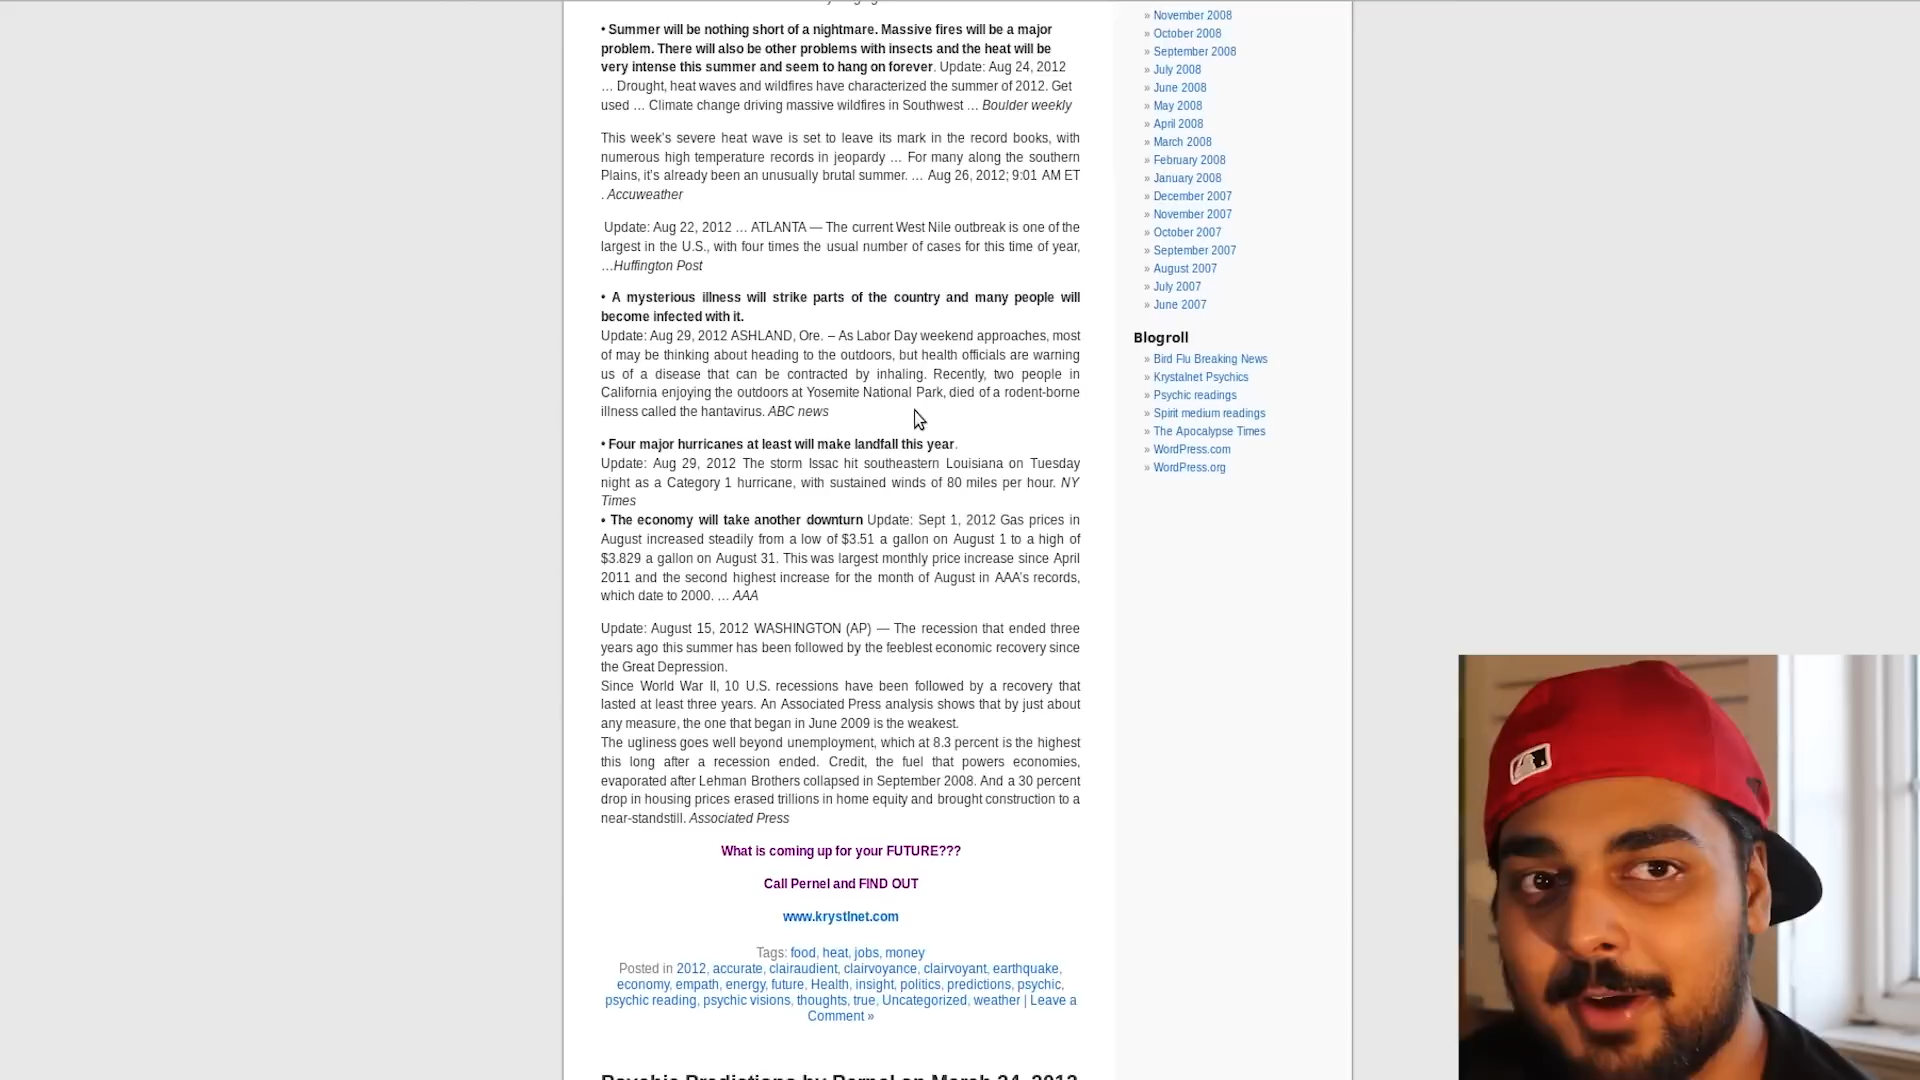 • Summer will be nothing short of a nightmare. Massive fires will be a major
problem. There will also be other problems with insects and the heat will be
very intense this summer and seem to hang on forever. Update: Aug 24, 2012
… Drought, heat waves and wildfires have characterized the summer of 2012. Get
used … Climate change driving massive wildfires in Southwest … Boulder weekly
This week’s severe heat wave is set to leave its mark in the record books, with
numerous high temperature records in jeopardy … For many along the southern
Plains, it’s already been an unusually brutal summer. … Aug 26, 2012; 9:01 AM ET
. Accuweather
Update: Aug 22, 2012 … ATLANTA — The current West Nile outbreak is one of the
largest in the U.S., with four times the usual number of cases for this time of year,
…Huffington Post
• A mysterious illness will strike parts of the country and many people will
become infected with it.
Update: Aug 29, 2012 ASHLAND, Ore. – As Labor Day weekend approaches, most
of may be thinking about heading to the outdoors, but health officials are warning
us of a disease that can be contracted by inhaling. Recently, two people in
California enjoying the outdoors at Yosemite National Park, died of a rodent-borne
illness called the hantavirus. ABC news
• Four major hurricanes at least will make landfall this year.
Update: Aug 29, 2012 The storm Issac hit southeastern Louisiana on Tuesday
night as a Category 1 hurricane, with sustained winds of 80 miles per hour. NY
Times
• The economy will take another downturn Update: Sept 1, 2012 Gas prices in
August increased steadily from a low of $3.51 a gallon on August 1 to a high of
$3.829 a gallon on August 31. This was largest monthly price increase since April
2011 and the second highest increase for the month of August in AAA’s records,
which date to 2000. … AAA
Update: August 15, 2012 WASHINGTON (AP) — The recession that ended three
years ago this summer has been followed by the feeblest economic recovery since
the Great Depression.
Since World War II, 10 U.S. recessions have been followed by a recovery that
lasted at least three years. An Associated Press analysis shows that by just about
any measure, the one that began in June 2009 is the weakest.
The ugliness goes well beyond unemployment, which at 8.3 percent is the highest
this long after a recession ended. Credit, the fuel that powers economies,
evaporated after Lehman Brothers collapsed in September 2008. And a 30 percent
drop in housing prices erased trillions in home equity and brought construction to a
near-standstill. Associated Press
What is coming up for your FUTURE???
Call Pernel and FIND OUT
www.krystlnet.com
Tags: food, heat, jobs, money
Posted in 2012, accurate, clairaudient, clairvoyance, clairvoyant, earthquake,
economy, empath, energy, future, Health, insight, politics, predictions, psychic,
psychic reading, psychic visions, thoughts, true, Uncategorized, weather | Leave a
Comment »
Psychic Predictions by Pernel on March 24, 2012
» November 2008
» October 2008
» September 2008
» July 2008
» June 2008
» May 2008
» April 2008
» March 2008
» February 2008
» January 2008
» December 2007
» November 2007
» October 2007
» September 2007
» August 2007
» July 2007
» June 2007
Blogroll
» Bird Flu Breaking News
» Krystalnet Psychics
» Psychic readings
» Spirit medium readings
» The Apocalypse Times
» WordPress.com
» WordPress.org